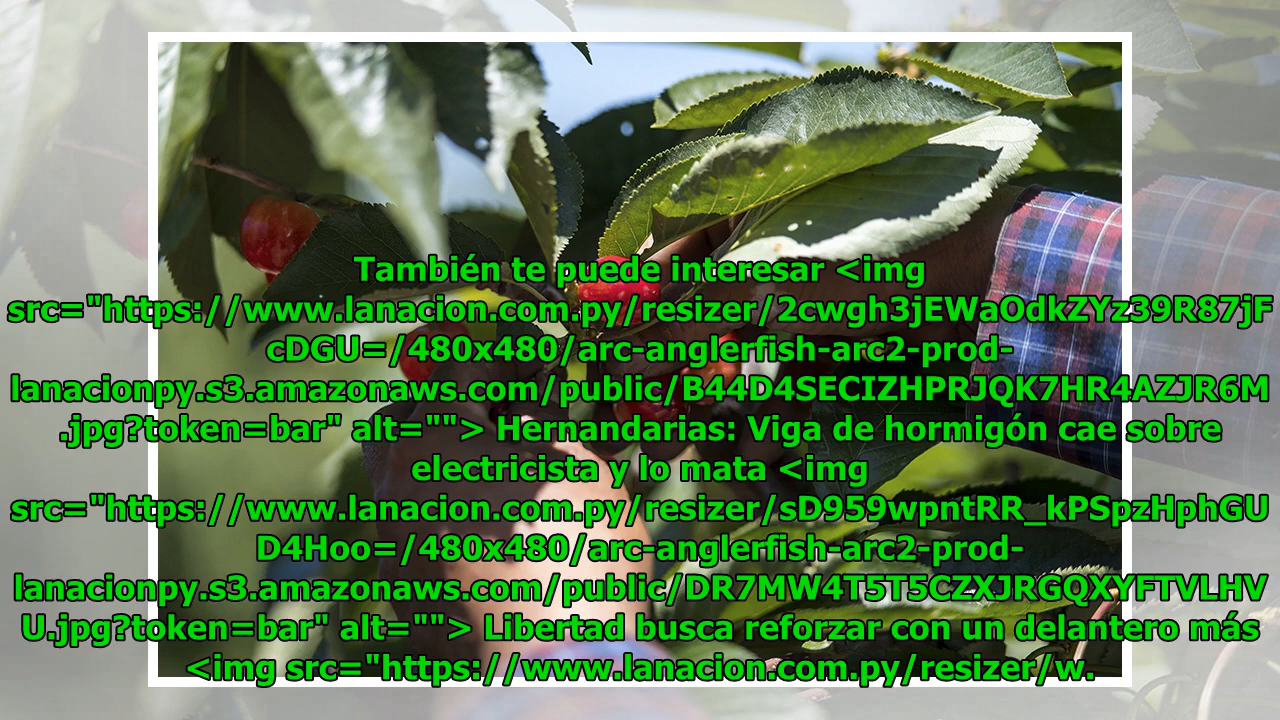 También te puede interesar <img
src="https://www.lanacion.com.py/resizer/2cwgh3jEWaOdkZYz39R87jF
cDGU=/480x480/arc-anglerfish-arc2-prod-
lanacionpy.s3.amazonaws.com/public/B44D4SECIZHPRJQK7HR4AZJR6M
.jpg?token=bar" alt=""> Hernandarias: Viga de hormigón cae sobre
electricista y lo mata <img
src="https://www.lanacion.com.py/resizer/sD959wpntRR_kPSpzHphGU
D4Hoo=/480x480/arc-anglerfish-arc2-prod-
lanacionpy.s3.amazonaws.com/public/DR7MW4T5T5CZXJRGQXYFTVLHV
U.jpg?token=bar" alt=""> Libertad busca reforzar con un delantero más
<img src="https://www.lanacion.com.py/resizer/w.